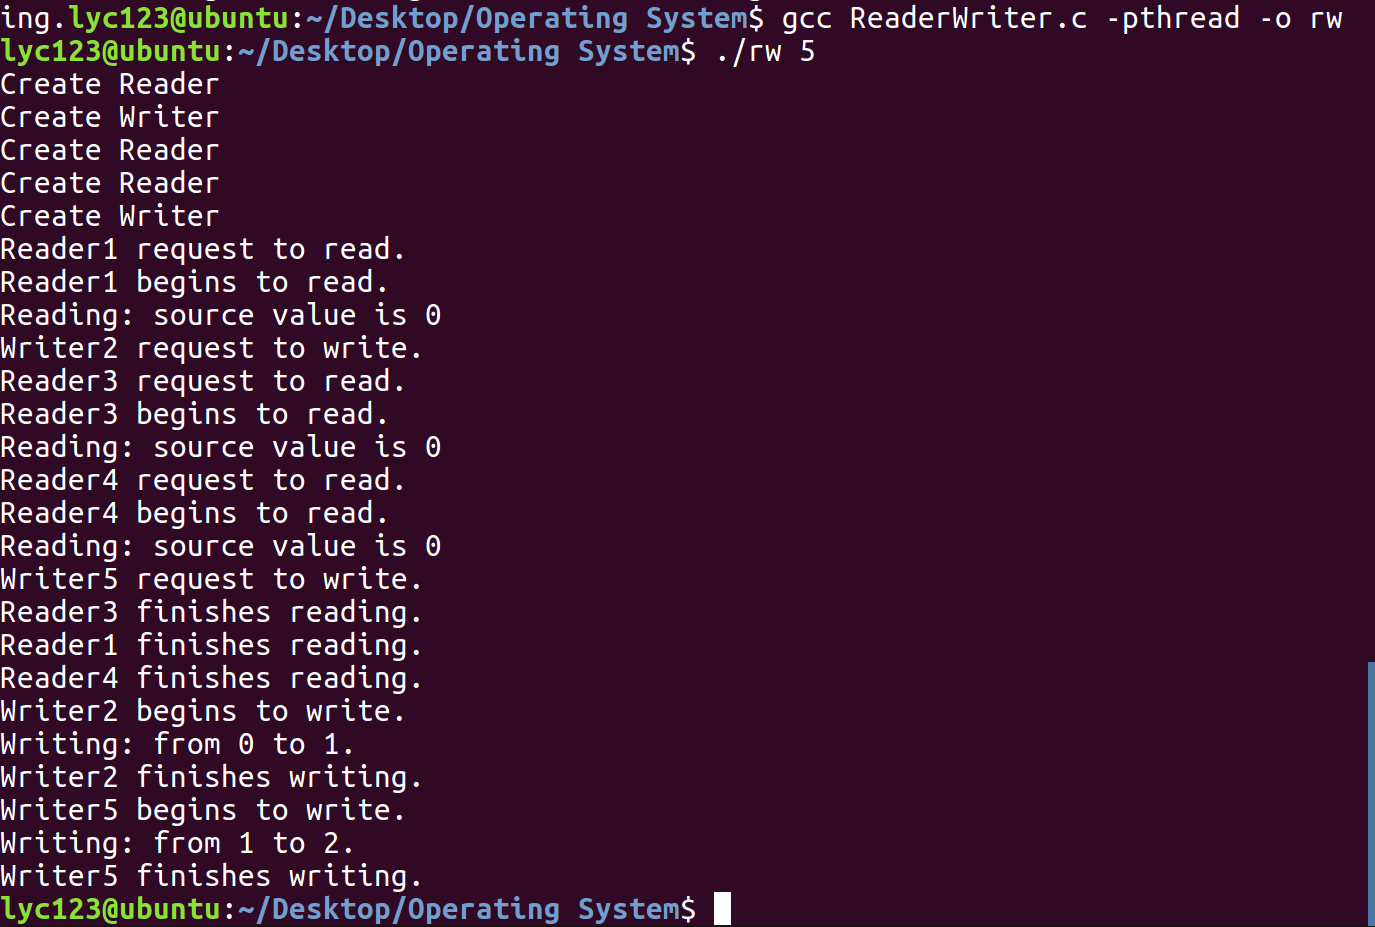 ing.lyc123@ubuntu:~/Desktop/Operating System$ gcc ReaderWriter.c -pthread -o rw
lyc123@ubuntu:~/Desktop/Operating System$ ./rw 5
Create Reader
Create Writer
Create Reader
Create Reader
Create Writer
Reader1 request to read.
Reader1 begins to read.
Reading: source value is 0
Writer2 request to write.
Reader3 request to read.
Reader3 begins to read.
Reading: source value is 0
Reader4 request to read.
Reader4 begins to read.
Reading: source value is 0
Writer5 request to write.
Reader3 finishes reading.
Reader1 finishes reading.
Reader4 finishes reading.
Writer2 begins to write.
Writing: from 0 to 1.
Writer2 finishes writing.
Writer5 begins to write.
Writing: from 1 to 2.
Writer5 finishes writing.
lyc123@ubuntu:~/Desktop/Operating System$